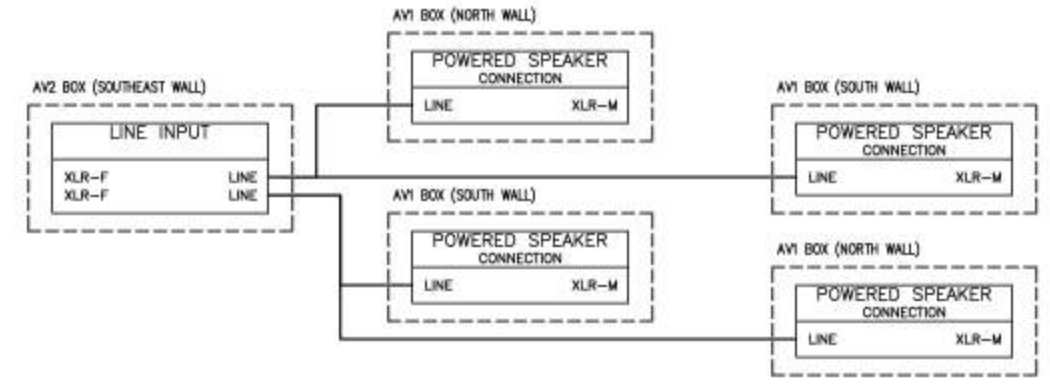 AV1 BOX (NORTH WALL)
POWERED SPEAKER
CONNECTION
LINE XLR-M
AV2 BOX (SOUTHEAST WALL)
LINE INPUT
XLR-F LINE
XLR-F LINE
AV1 BOX (SOUTH WALL)
POWERED SPEAKER
CONNECTION
LINE XLR-M
AV1 BOX (SOUTH WALL)
POWERED SPEAKER
CONNECTION
LINE XLR-M
AV1 BOX (NORTH WALL)
POWERED SPEAKER
CONNECTION
LINE XLR-M